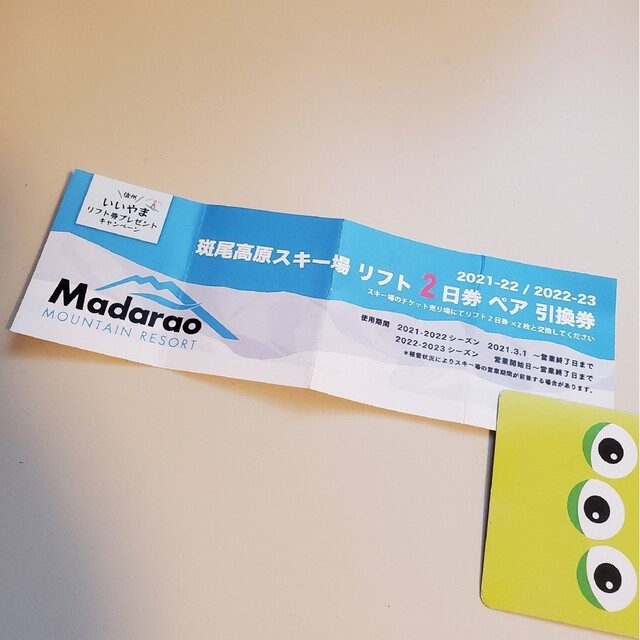 信州
いいやま
リフト券プレゼント
キャンペーン
斑尾高原スキー場 リフト 2日券 ペア 引換券
2021-22 / 2022-23
スキー場のチケット売り場にてリフト2日券×2枚と交換してください
Madarao
MOUNTAIN RESORT
使用期間 2021-2022シーズン 2021.3.1 〜営業終了日まで
2022-2023シーズン 営業開始日〜営業終了日まで
※積雪状況によりスキー場の営業期間が前後する場合があります。